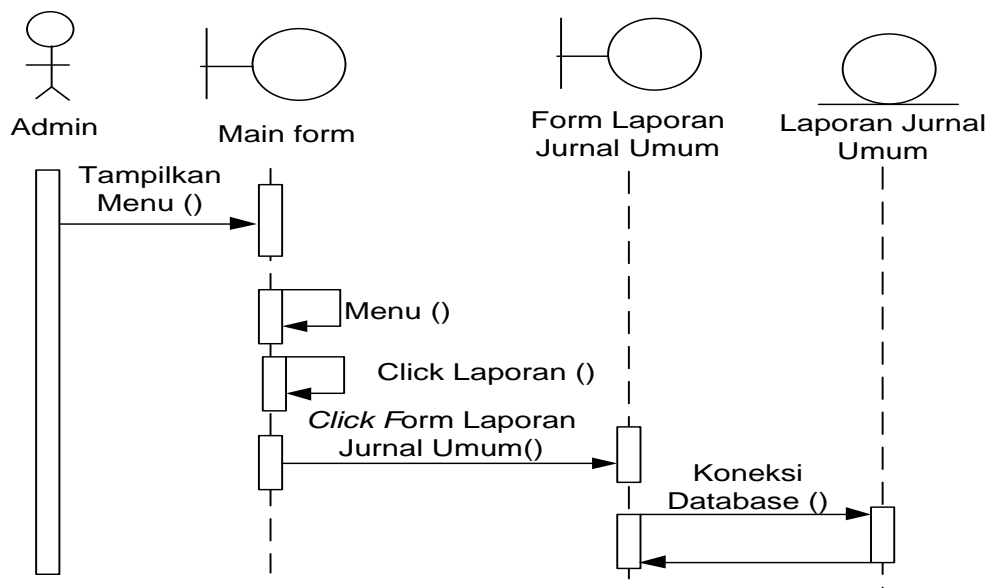 Admin
Main form
Form Laporan
Jurnal Umum
Laporan Jurnal
Umum
Tampilkan
Menu ()
Menu ()
Click Laporan ()
Click Form Laporan
Jurnal Umum()
Koneksi
Database ()